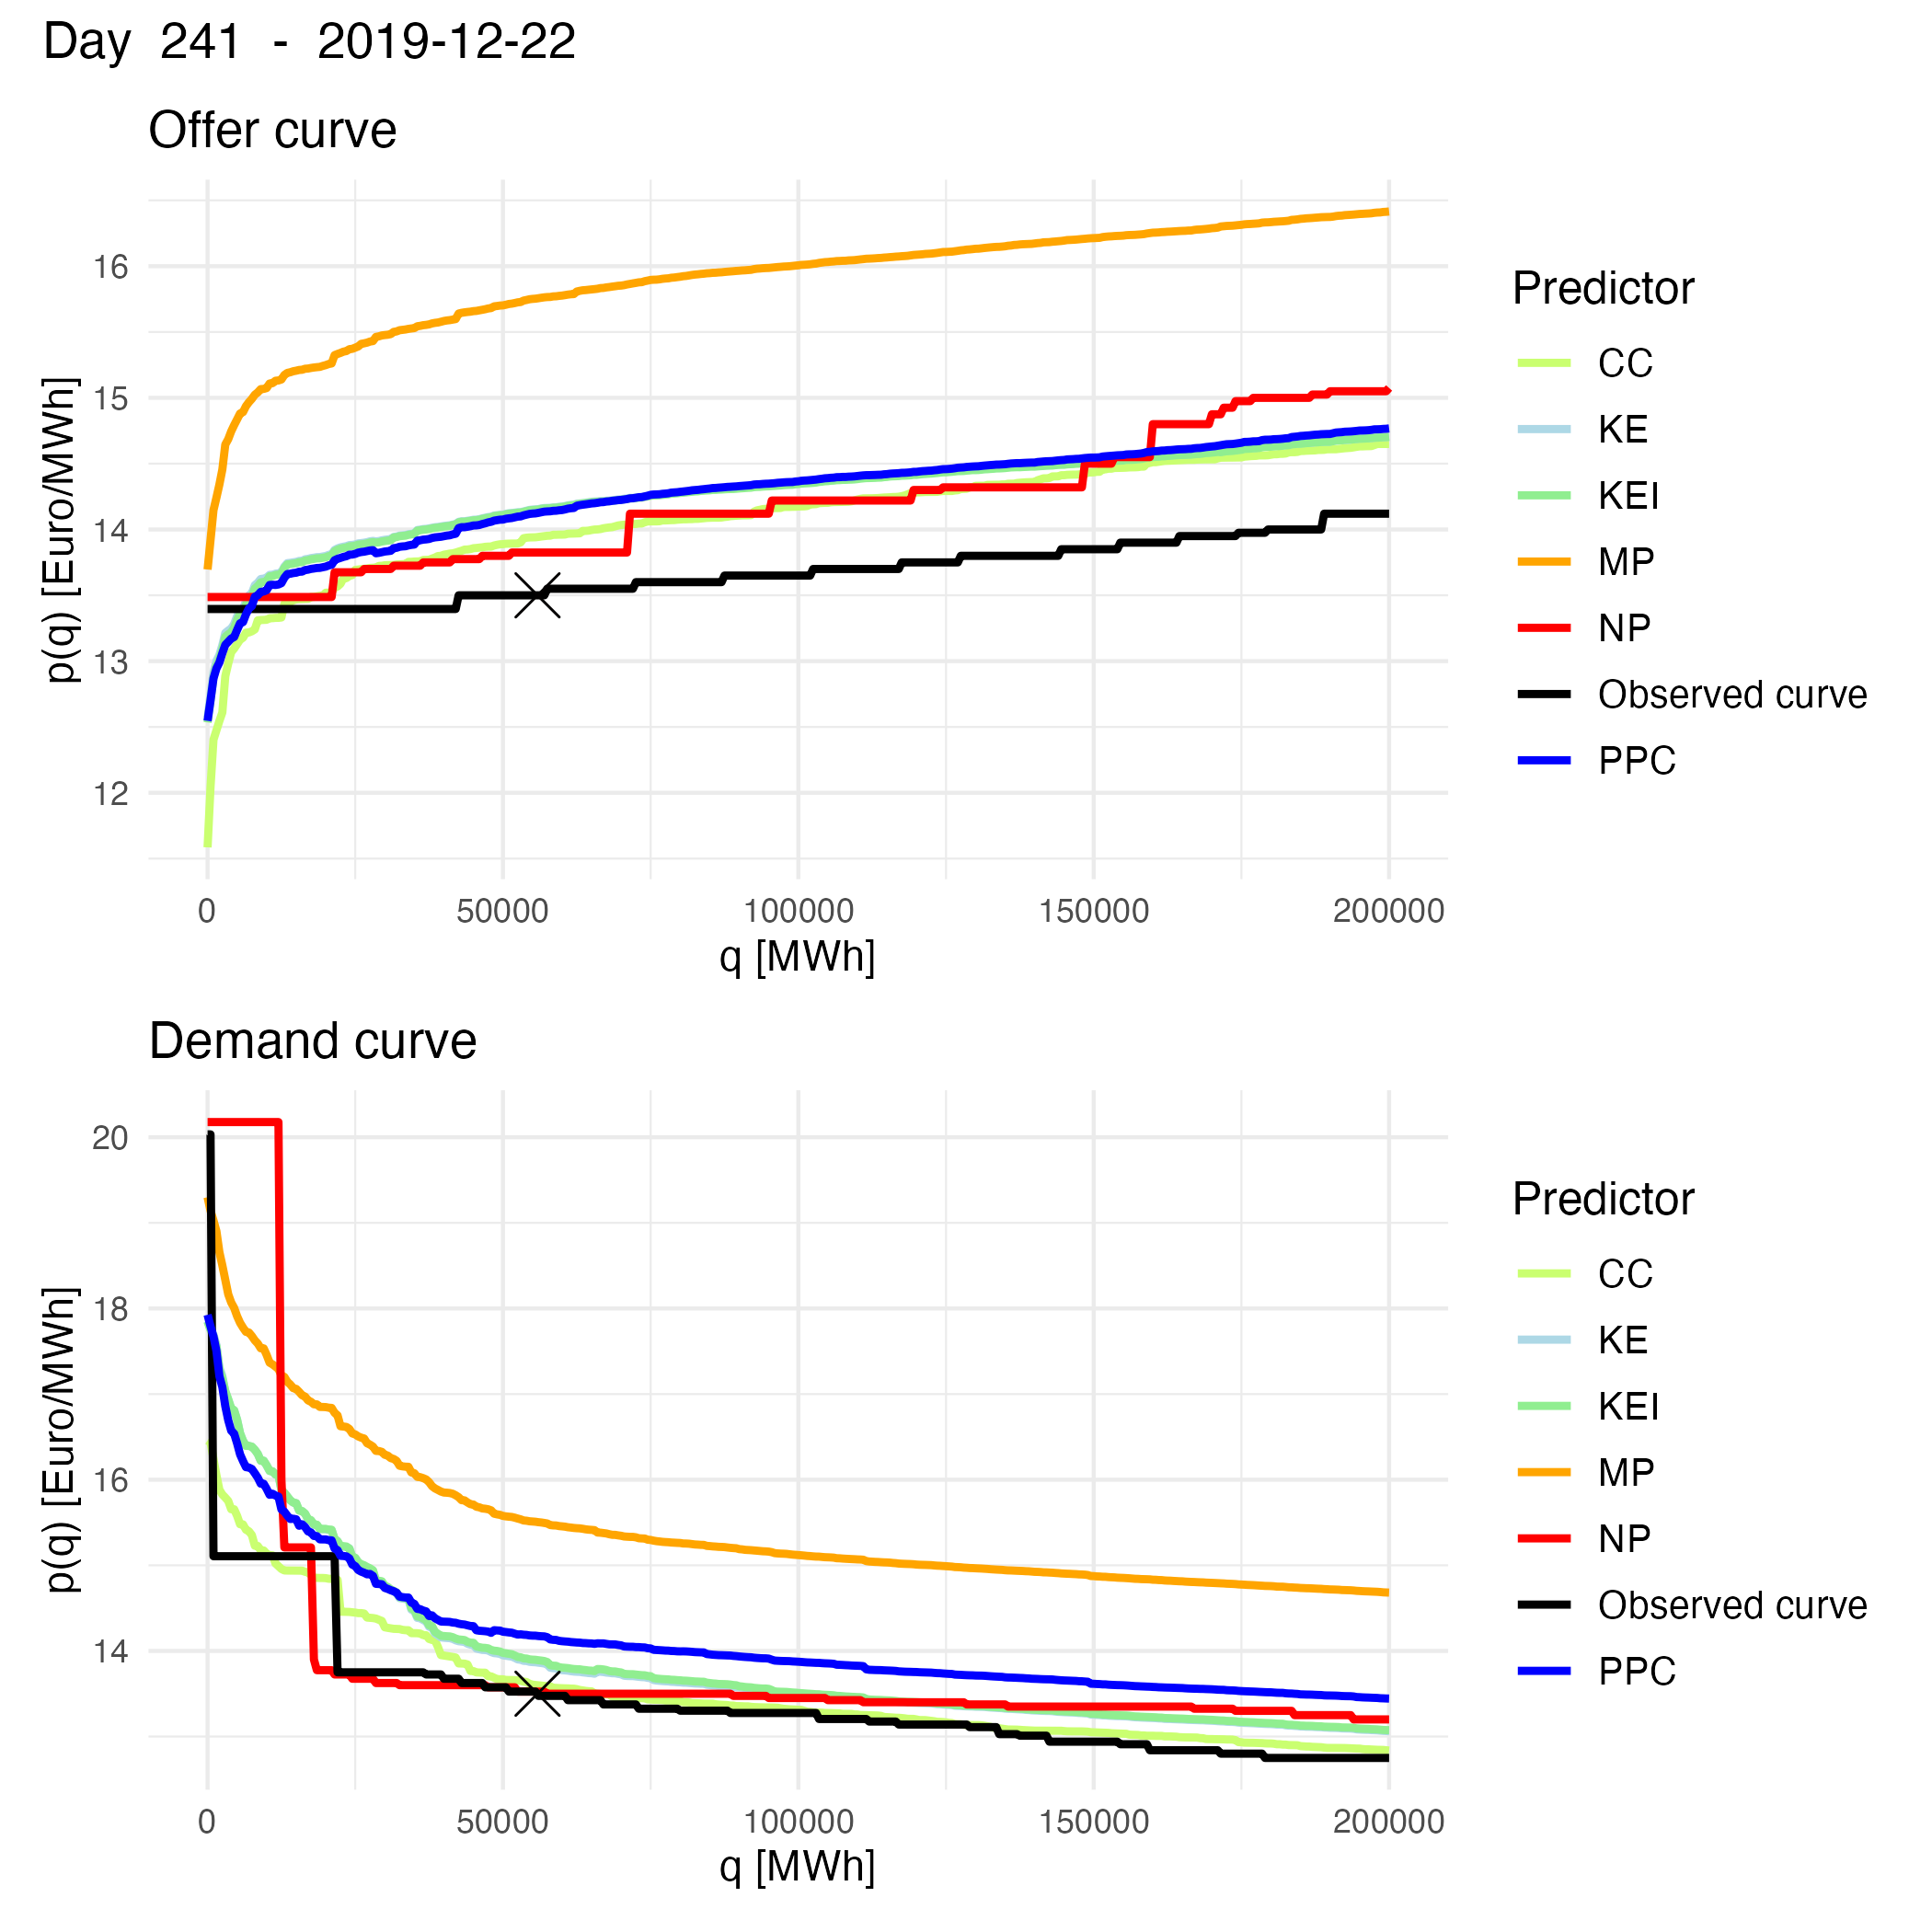 Day 241 - 2019-12-22
Offer curve
p(q) [Euro/MWh]
16
15
14
13
12
0 50000 100000 150000 200000
q [MWh]
Predictor
CC
KE
KEI
MP
NP
Observed curve
PPC
Demand curve
p(q) [Euro/MWh]
20
18
16
14
0 50000 100000 150000 200000
q [MWh]
Predictor
CC
KE
KEI
MP
NP
Observed curve
PPC